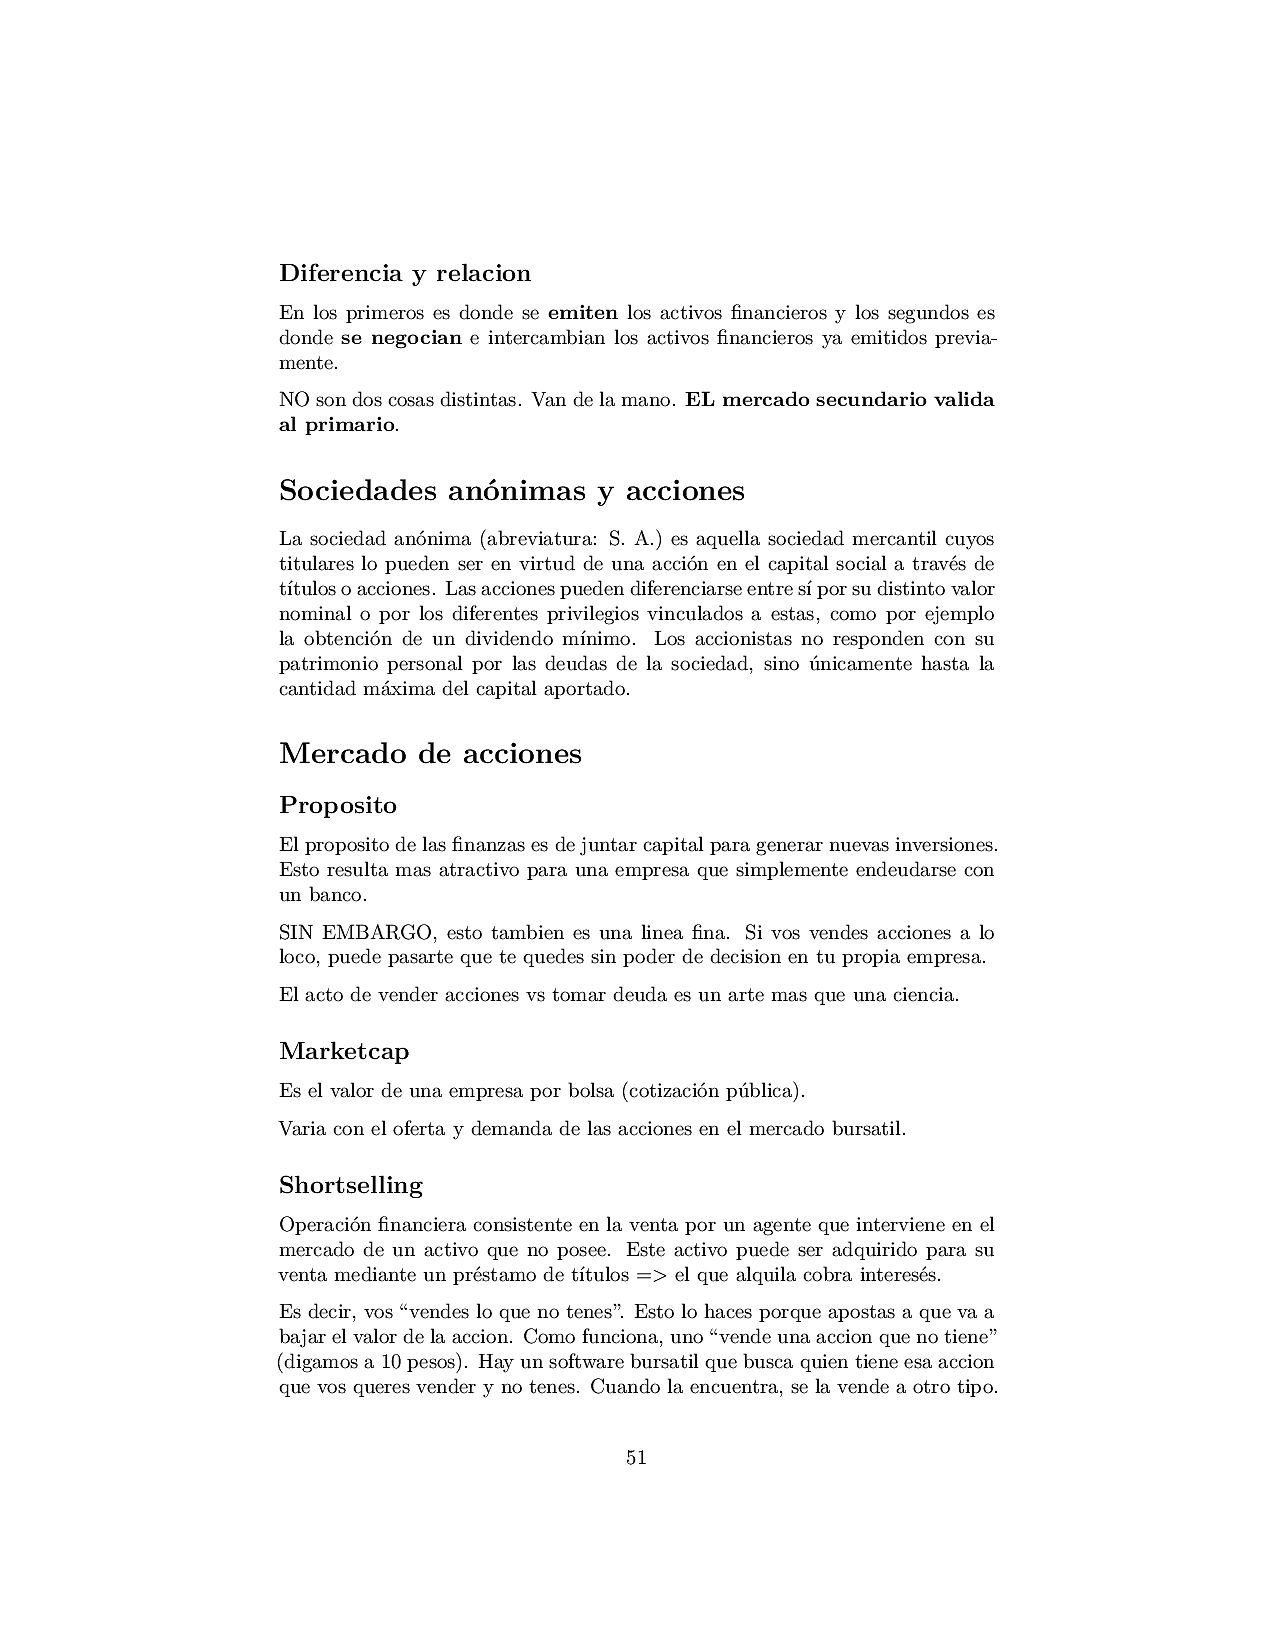 Diferencia y relacion
En los primeros es donde se emiten los activos financieros y los segundos es
donde se negocian e intercambian los activos financieros ya emitidos previa-
mente.
NO son dos cosas distintas. Van de la mano. EL mercado secundario valida
al primario.
Sociedades anónimas y acciones
La sociedad anónima (abreviatura: S. A.) es aquella sociedad mercantil cuyos
titulares lo pueden ser en virtud de una acción en el capital social a través de
títulos o acciones. Las acciones pueden diferenciarse entre sí por su distinto valor
nominal o por los diferentes privilegios vinculados a estas, como por ejemplo
la obtención de un dividendo mínimo. Los accionistas no responden con su
patrimonio personal por las deudas de la sociedad, sino únicamente hasta la
cantidad máxima del capital aportado.
Mercado de acciones
Proposito
El proposito de las finanzas es de juntar capital para generar nuevas inversiones.
Esto resulta mas atractivo para una empresa que simplemente endeudarse con
un banco.
SIN EMBARGO, esto tambien es una linea fina. Si vos vendes acciones a lo
loco, puede pasarte que te quedes sin poder de decision en tu propia empresa.
El acto de vender acciones vs tomar deuda es un arte mas que una ciencia.
Marketcap
Es el valor de una empresa por bolsa (cotización pública).
Varia con el oferta y demanda de las acciones en el mercado bursatil.
Shortselling
Operación financiera consistente en la venta por un agente que interviene en el
mercado de un activo que no posee. Este activo puede ser adquirido para su
venta mediante un préstamo de títulos => el que alquila cobra interesés.
Es decir, vos “vendes lo que no tenes”. Esto lo haces porque apostas a que va a
bajar el valor de la accion. Como funciona, uno “vende una accion que no tiene”
(digamos a 10 pesos). Hay un software bursatil que busca quien tiene esa accion
que vos queres vender y no tenes. Cuando la encuentra, se la vende a otro tipo.
51